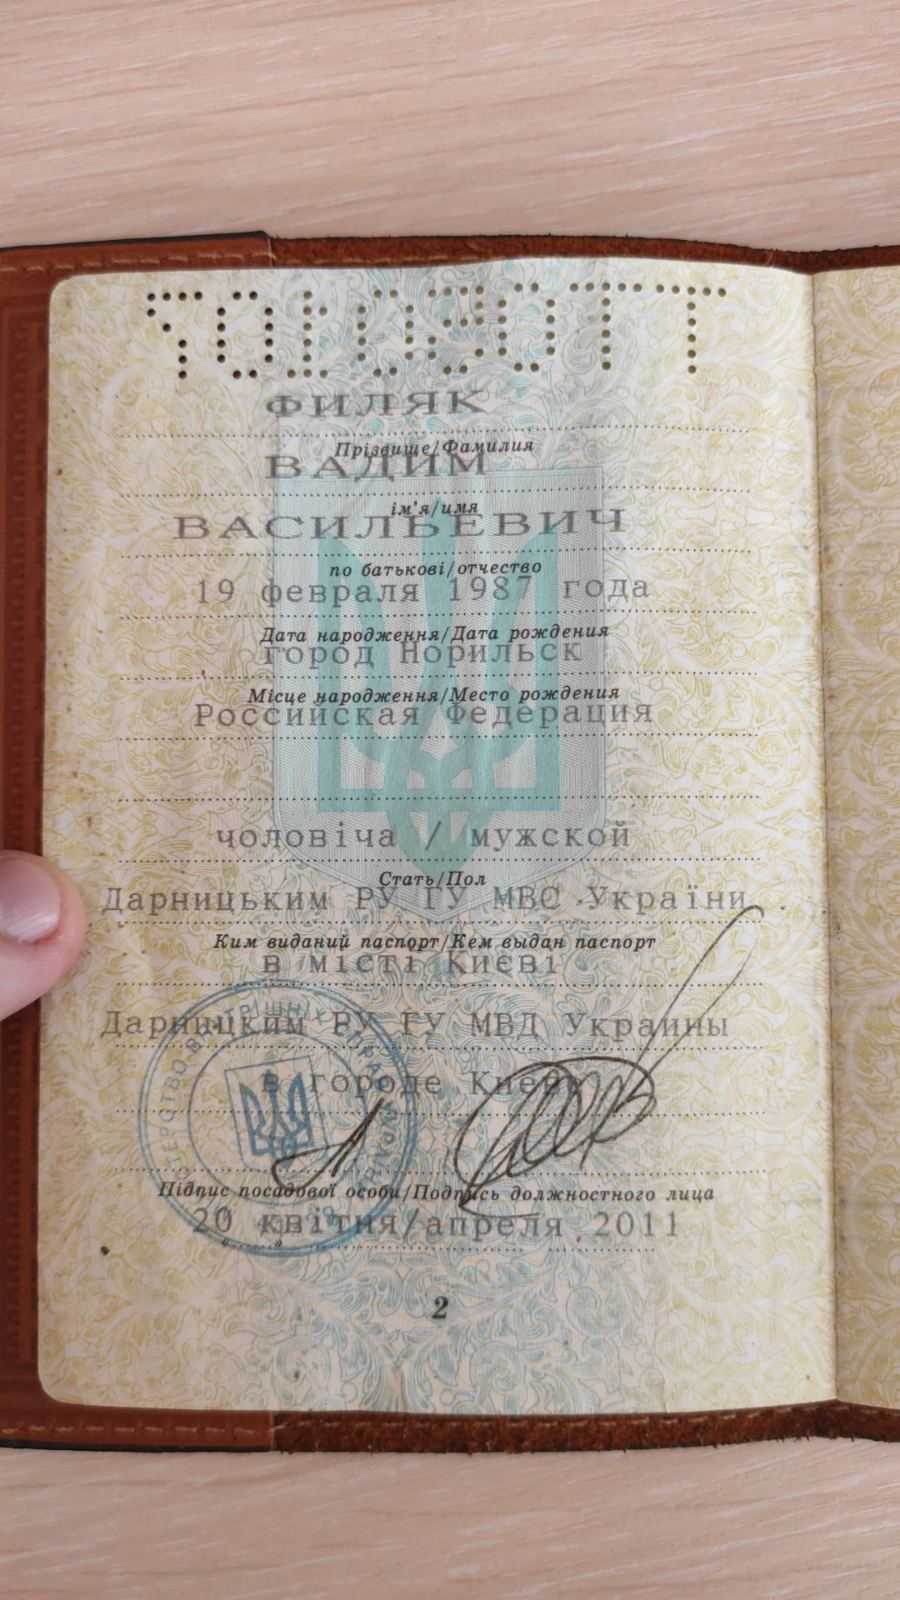 ФИЛЯК
Прізвище/Фамилия
ВАДИМ
ім'я/имя
ВАСИЛЬЕВИЧ
по батькові/отчество
19 февраля 1987 года
Дата народження/Дата рождения
город Норильск
Місце народження/Место рождения
Российская Федерация
чоловіча / мужской
Стать/Пол
Дарницьким РУ ГУ МВС України
Ким виданий паспорт/Кем выдан паспорт
в місті Києві
Дарницким РУ ГУ МВД Украины
в городе Киеве
Підпис посадової особи/Подпись должностного лица
20 квітня/апреля 2011
2